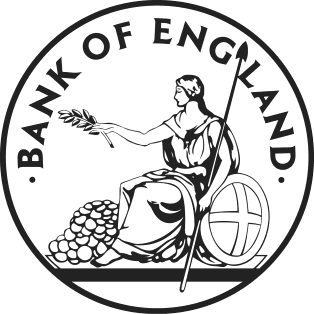 · BANK OF ENGLAND ·